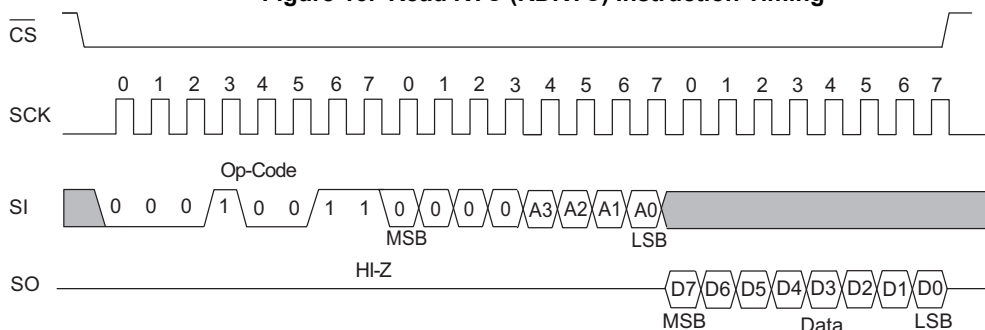 Read RTC (RDRTC) Instruction Timing
CS
0 1 2 3 4 5 6 7 0 1 2 3 4 5 6 7 0 1 2 3 4 5 6 7
SCK
Op-Code
SI 0 0 0 1 0 0 1 1 0 0 0 0 A3 A2 A1 A0
MSB LSB
HI-Z
SO D7 D6 D5 D4 D3 D2 D1 D0
MSB Data LSB